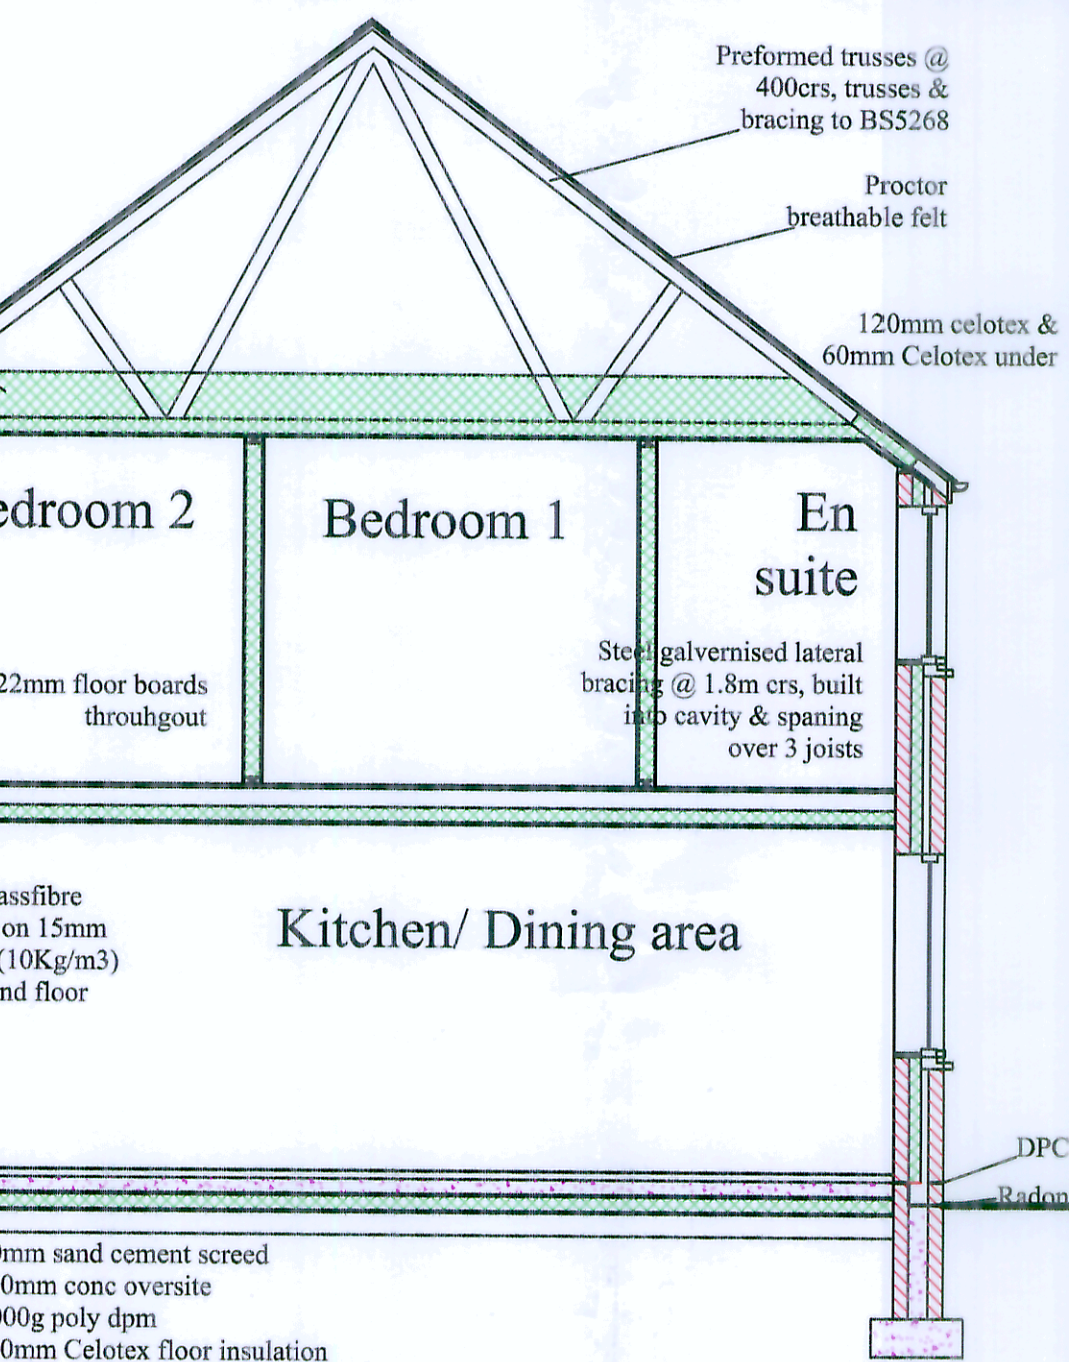 Preformed trusses @
400crs, trusses &
bracing to BS5268
Proctor
breathable felt
120mm celotex &
60mm Celotex under
edroom 2
Bedroom 1
En
suite
Steel galvernised lateral
bracing @ 1.8m crs, built
into cavity & spaning
over 3 joists
22mm floor boards
throuhgout
assfibre
on 15mm
(10Kg/m3)
nd floor
Kitchen/ Dining area
DPC
Radon
mm sand cement screed
0mm conc oversite
000g poly dpm
0mm Celotex floor insulation